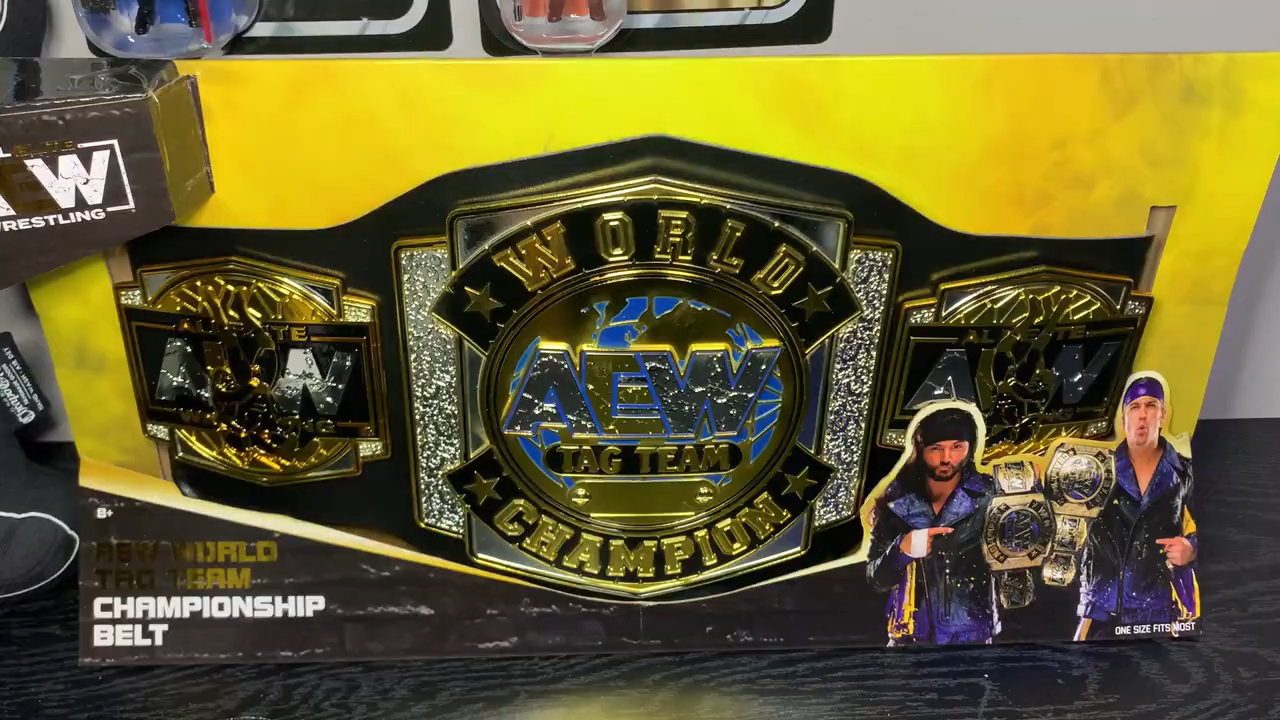 AEW
WRESTLING
WORLD
AEW
TAG TEAM
CHAMPION
AEW
AEW
8+
AEW WORLD
TAG TEAM
CHAMPIONSHIP
BELT
ONE SIZE FITS MOST